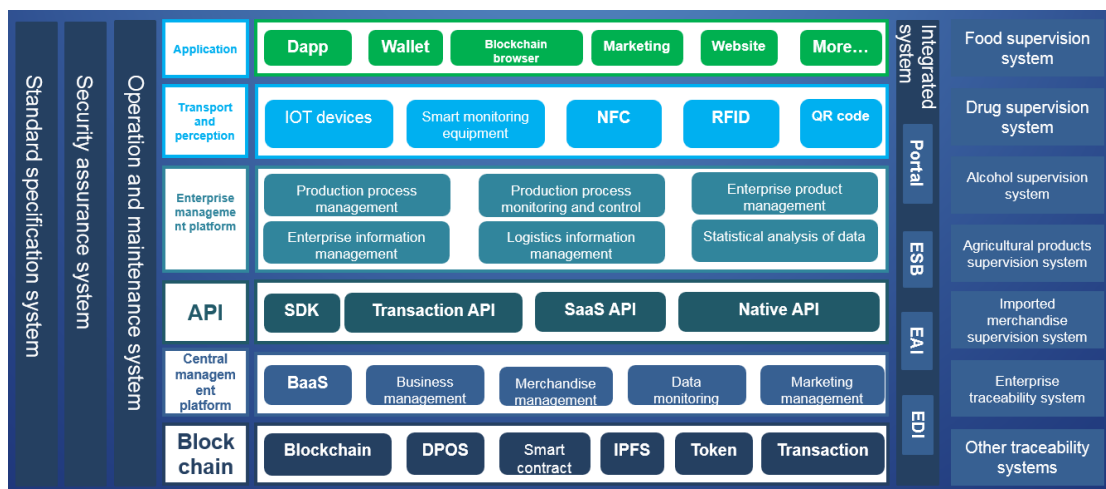 Standard specification system
Security assurance system
Operation and maintenance system
Application
Dapp
Wallet
Blockchain
browser
Marketing
Website
More...
Transport
and
perception
IOT devices
Smart monitoring
equipment
NFC
RFID
QR code
Enterprise
manageme
nt platform
Production process
management
Production process
monitoring and control
Enterprise product
management
Enterprise information
management
Logistics information
management
Statistical analysis of data
API
SDK
Transaction API
SaaS API
Native API
Central
managem
ent
platform
BaaS
Business
management
Merchandise
management
Data
monitoring
Marketing
management
Block
chain
Blockchain
DPOS
Smart
contract
IPFS
Token
Transaction
Integrated
system
Portal
ESB
EAI
EDI
Food supervision
system
Drug supervision
system
Alcohol supervision
system
Agricultural products
supervision system
Imported
merchandise
supervision system
Enterprise
traceability system
Other traceability
systems